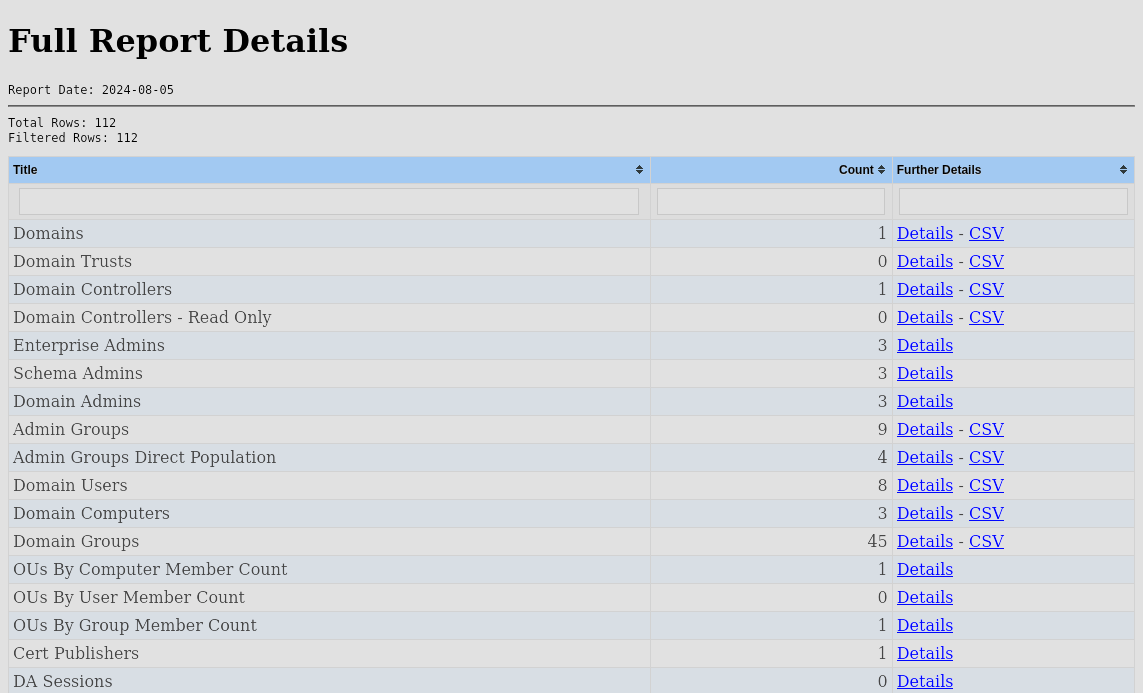 Full Report Details
Report Date: 2024-08-05
Total Rows: 112
Filtered Rows: 112
Title Count Further Details
Domains 1 Details - CSV
Domain Trusts 0 Details - CSV
Domain Controllers 1 Details - CSV
Domain Controllers - Read Only 0 Details - CSV
Enterprise Admins 3 Details
Schema Admins 3 Details
Domain Admins 3 Details
Admin Groups 9 Details - CSV
Admin Groups Direct Population 4 Details - CSV
Domain Users 8 Details - CSV
Domain Computers 3 Details - CSV
Domain Groups 45 Details - CSV
OUs By Computer Member Count 1 Details
OUs By User Member Count 0 Details
OUs By Group Member Count 1 Details
Cert Publishers 1 Details
DA Sessions 0 Details